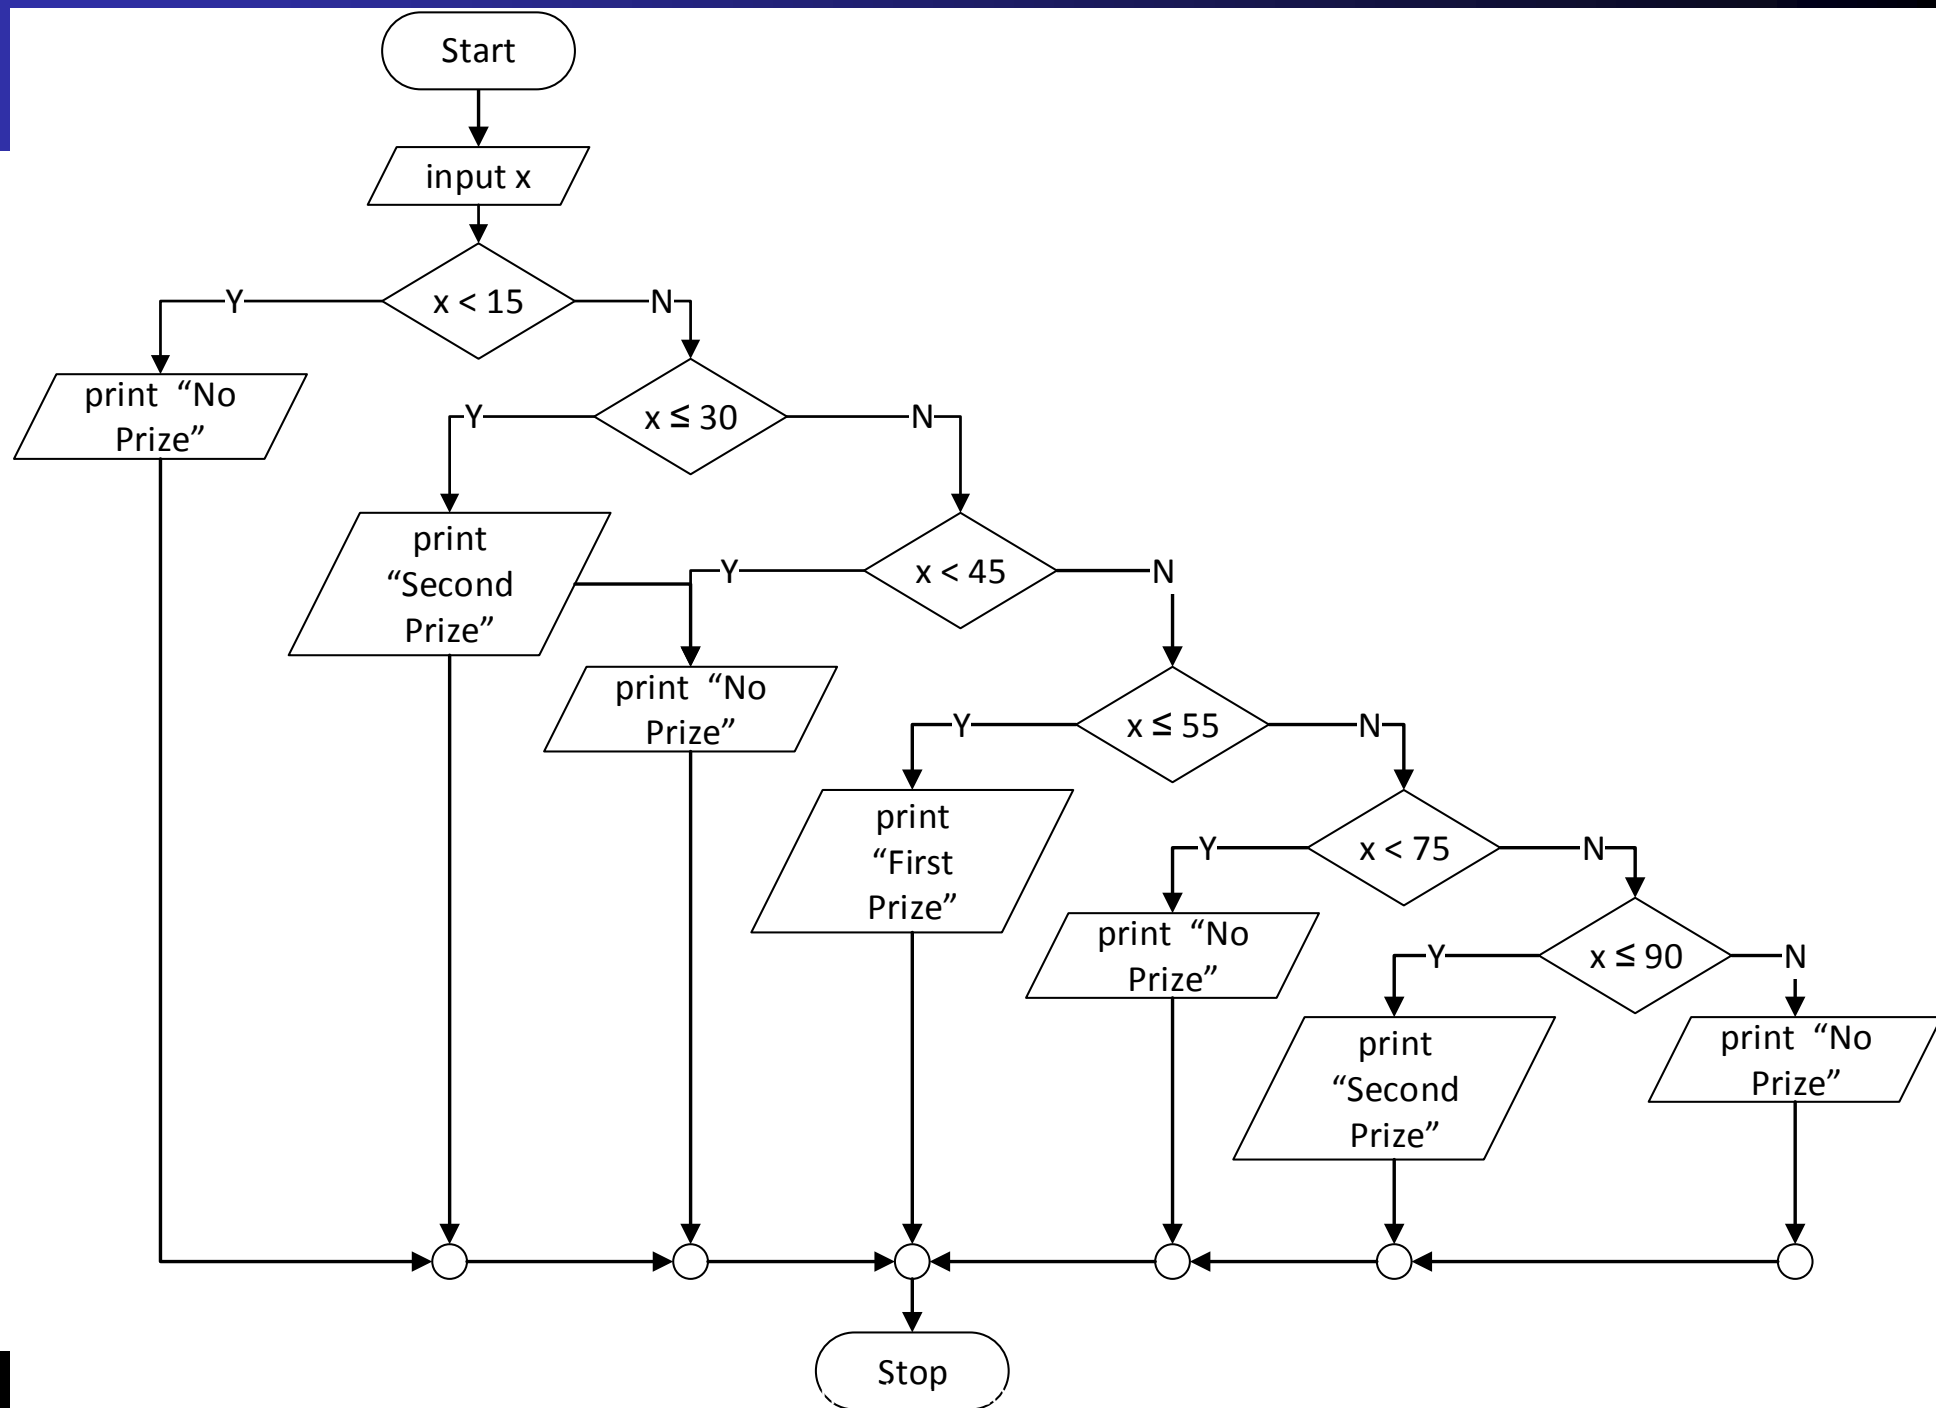 Start
input x
x < 15
Y
N
print “No
Prize”
x ≤ 30
Y
N
print
“Second
Prize”
x < 45
Y
N
print “No
Prize”
x ≤ 55
Y
N
print
“First
Prize”
x < 75
Y
N
print “No
Prize”
x ≤ 90
Y
N
print
“Second
Prize”
print “No
Prize”
Stop